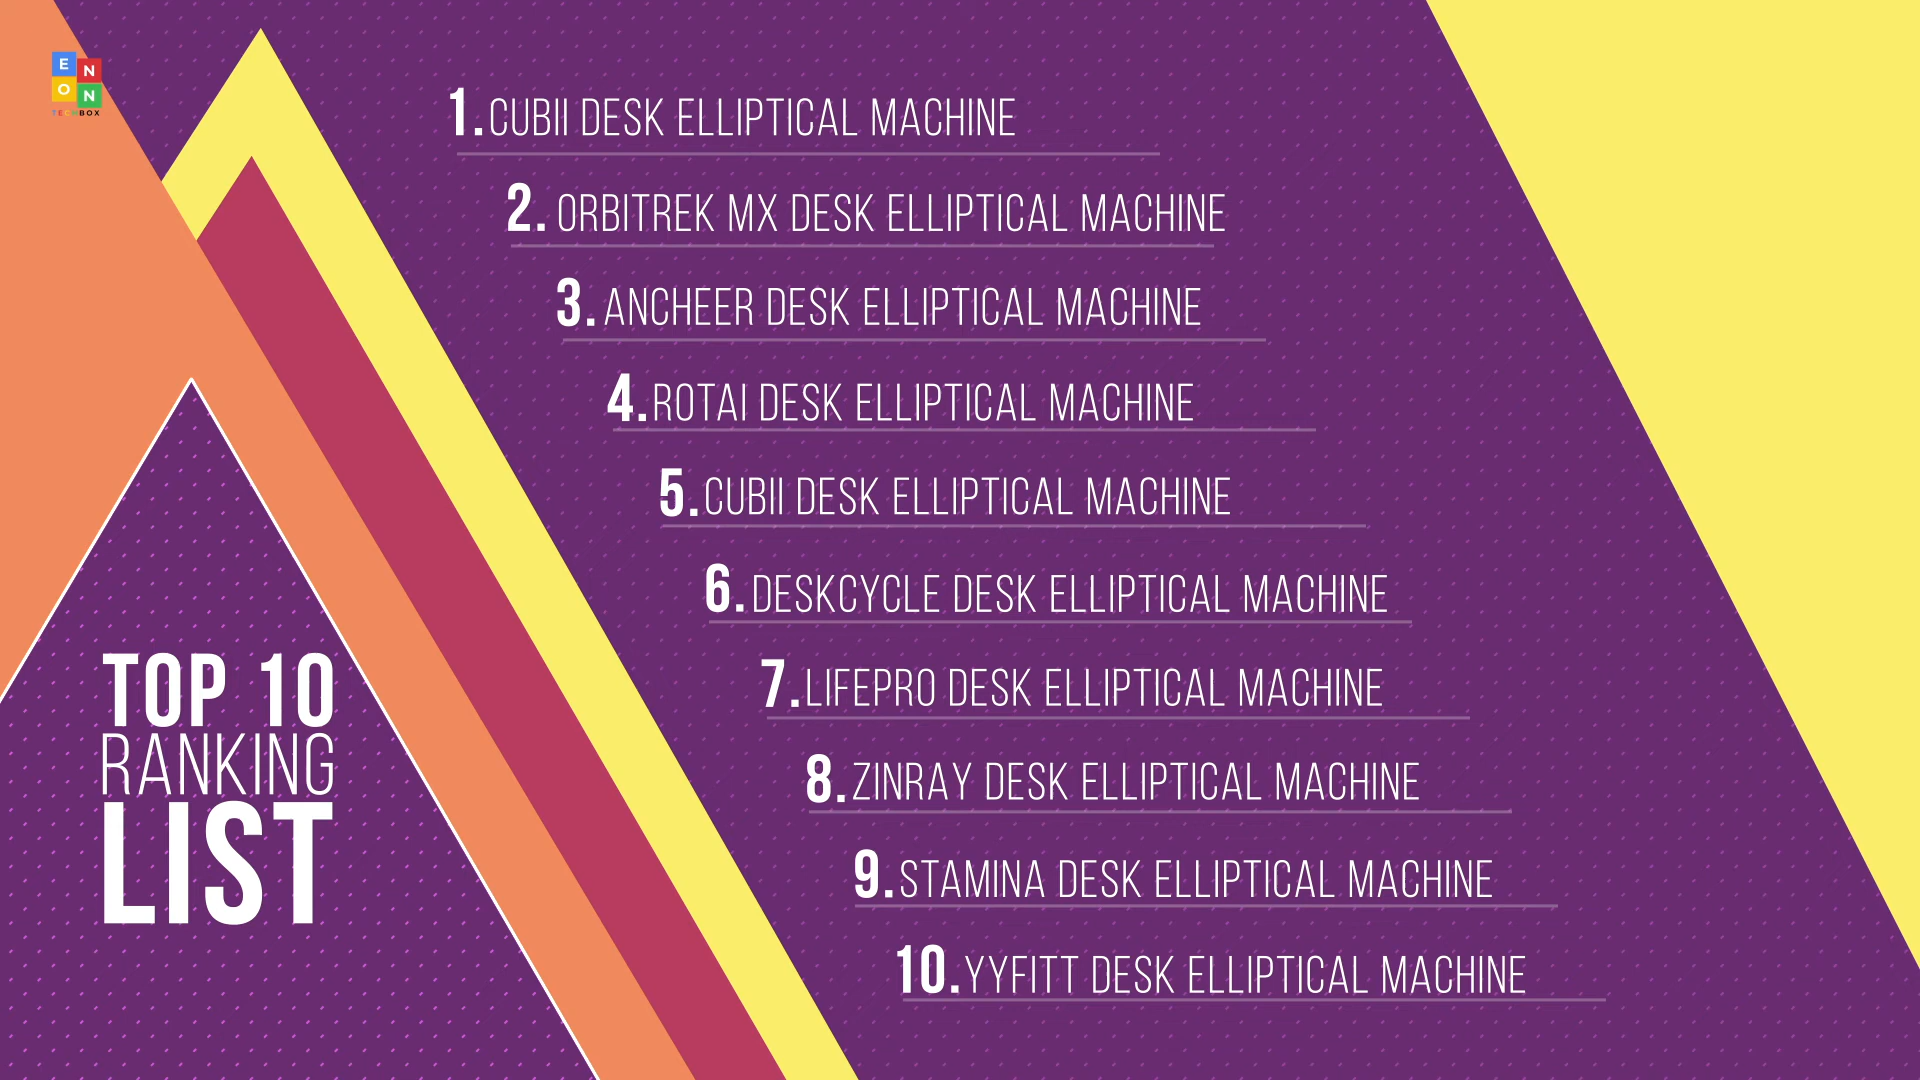 E N
O N
TECHBOX
1. CUBII DESK ELLIPTICAL MACHINE
2. ORBITREK MX DESK ELLIPTICAL MACHINE
3. ANCHEER DESK ELLIPTICAL MACHINE
4. ROTAI DESK ELLIPTICAL MACHINE
5. CUBII DESK ELLIPTICAL MACHINE
6. DESKCYCLE DESK ELLIPTICAL MACHINE
7. LIFEPRO DESK ELLIPTICAL MACHINE
8. ZINRAY DESK ELLIPTICAL MACHINE
9. STAMINA DESK ELLIPTICAL MACHINE
10. YYFITT DESK ELLIPTICAL MACHINE
TOP 10
RANKING
LIST